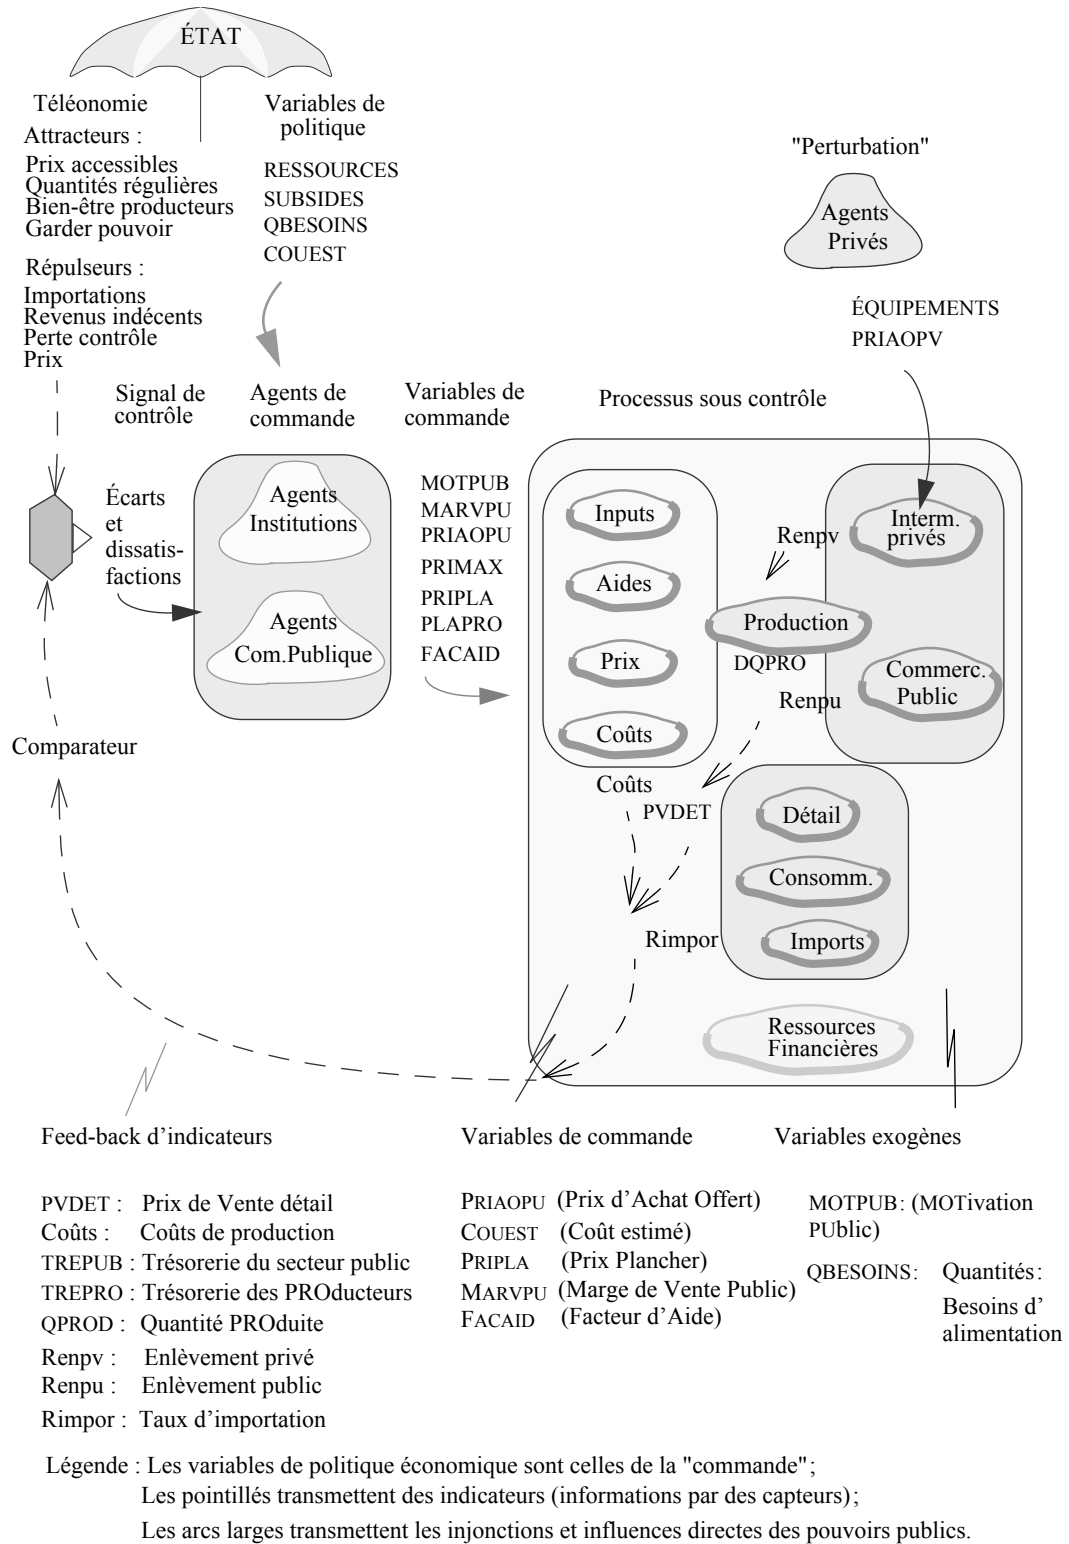 ÉTAT
Téléonomie
Attracteurs :
Prix accessibles
Quantités régulières
Bien-être producteurs
Garder pouvoir
Répulseurs :
Importations
Revenus indécents
Perte contrôle
Prix
Variables de
politique
RESSOURCES
SUBSIDES
QBESOINS
COUEST
"Perturbation"
Agents
Privés
ÉQUIPEMENTS
PRIAOPV
Signal de
contrôle
Agents de
commande
Variables de
commande
Processus sous contrôle
Écarts
et
dissatis-
factions
Agents
Institutions
Agents
Com.Publique
MOTPUB
MARVPU
PRIAOPU
PRIMAX
PRIPLA
PLAPRO
FACAID
Inputs
Aides
Prix
Coûts
Coûts
Renpv
Interm.
privés
Production
DQPRO
Renpu
Commerc.
Public
PVDET
Détail
Consomm.
Imports
Rimpor
Ressources
Financières
Comparateur
Feed-back d’indicateurs
PVDET : Prix de Vente détail
Coûts : Coûts de production
TREPUB : Trésorerie du secteur public
TREPRO : Trésorerie des PROducteurs
QPROD : Quantité PROduite
Renpv : Enlèvement privé
Renpu : Enlèvement public
Rimpor : Taux d’importation
Variables de commande
PRIAOPU (Prix d’Achat Offert)
COUEST (Coût estimé)
PRIPLA (Prix Plancher)
MARVPU (Marge de Vente Public)
FACAID (Facteur d’Aide)
Variables exogènes
MOTPUB: (MOTivation
PUblic)
QBESOINS: Quantités:
Besoins d’
alimentation
Légende : Les variables de politique économique sont celles de la "commande";
Les pointillés transmettent des indicateurs (informations par des capteurs);
Les arcs larges transmettent les injonctions et influences directes des pouvoirs publics.